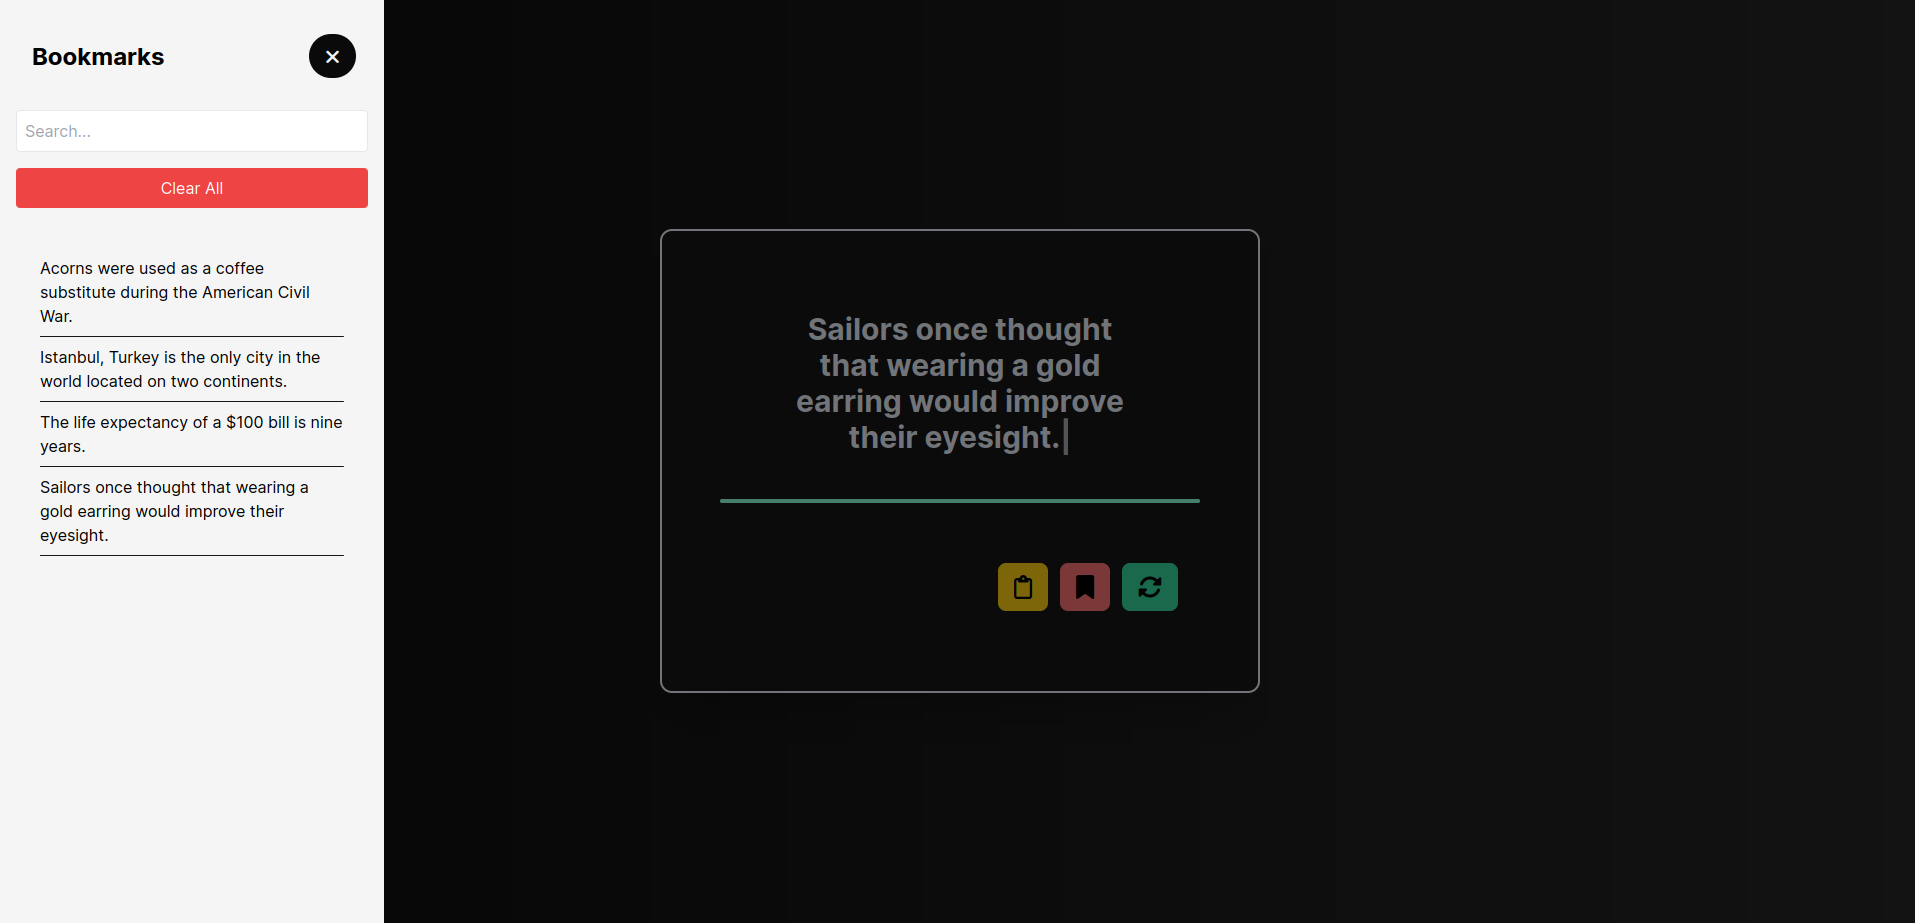 Bookmarks
Search...
Clear All
Acorns were used as a coffee
substitute during the American Civil
War.
Istanbul, Turkey is the only city in the
world located on two continents.
The life expectancy of a $100 bill is nine
years.
Sailors once thought that wearing a
gold earring would improve their
eyesight.
Sailors once thought
that wearing a gold
earring would improve
their eyesight.|